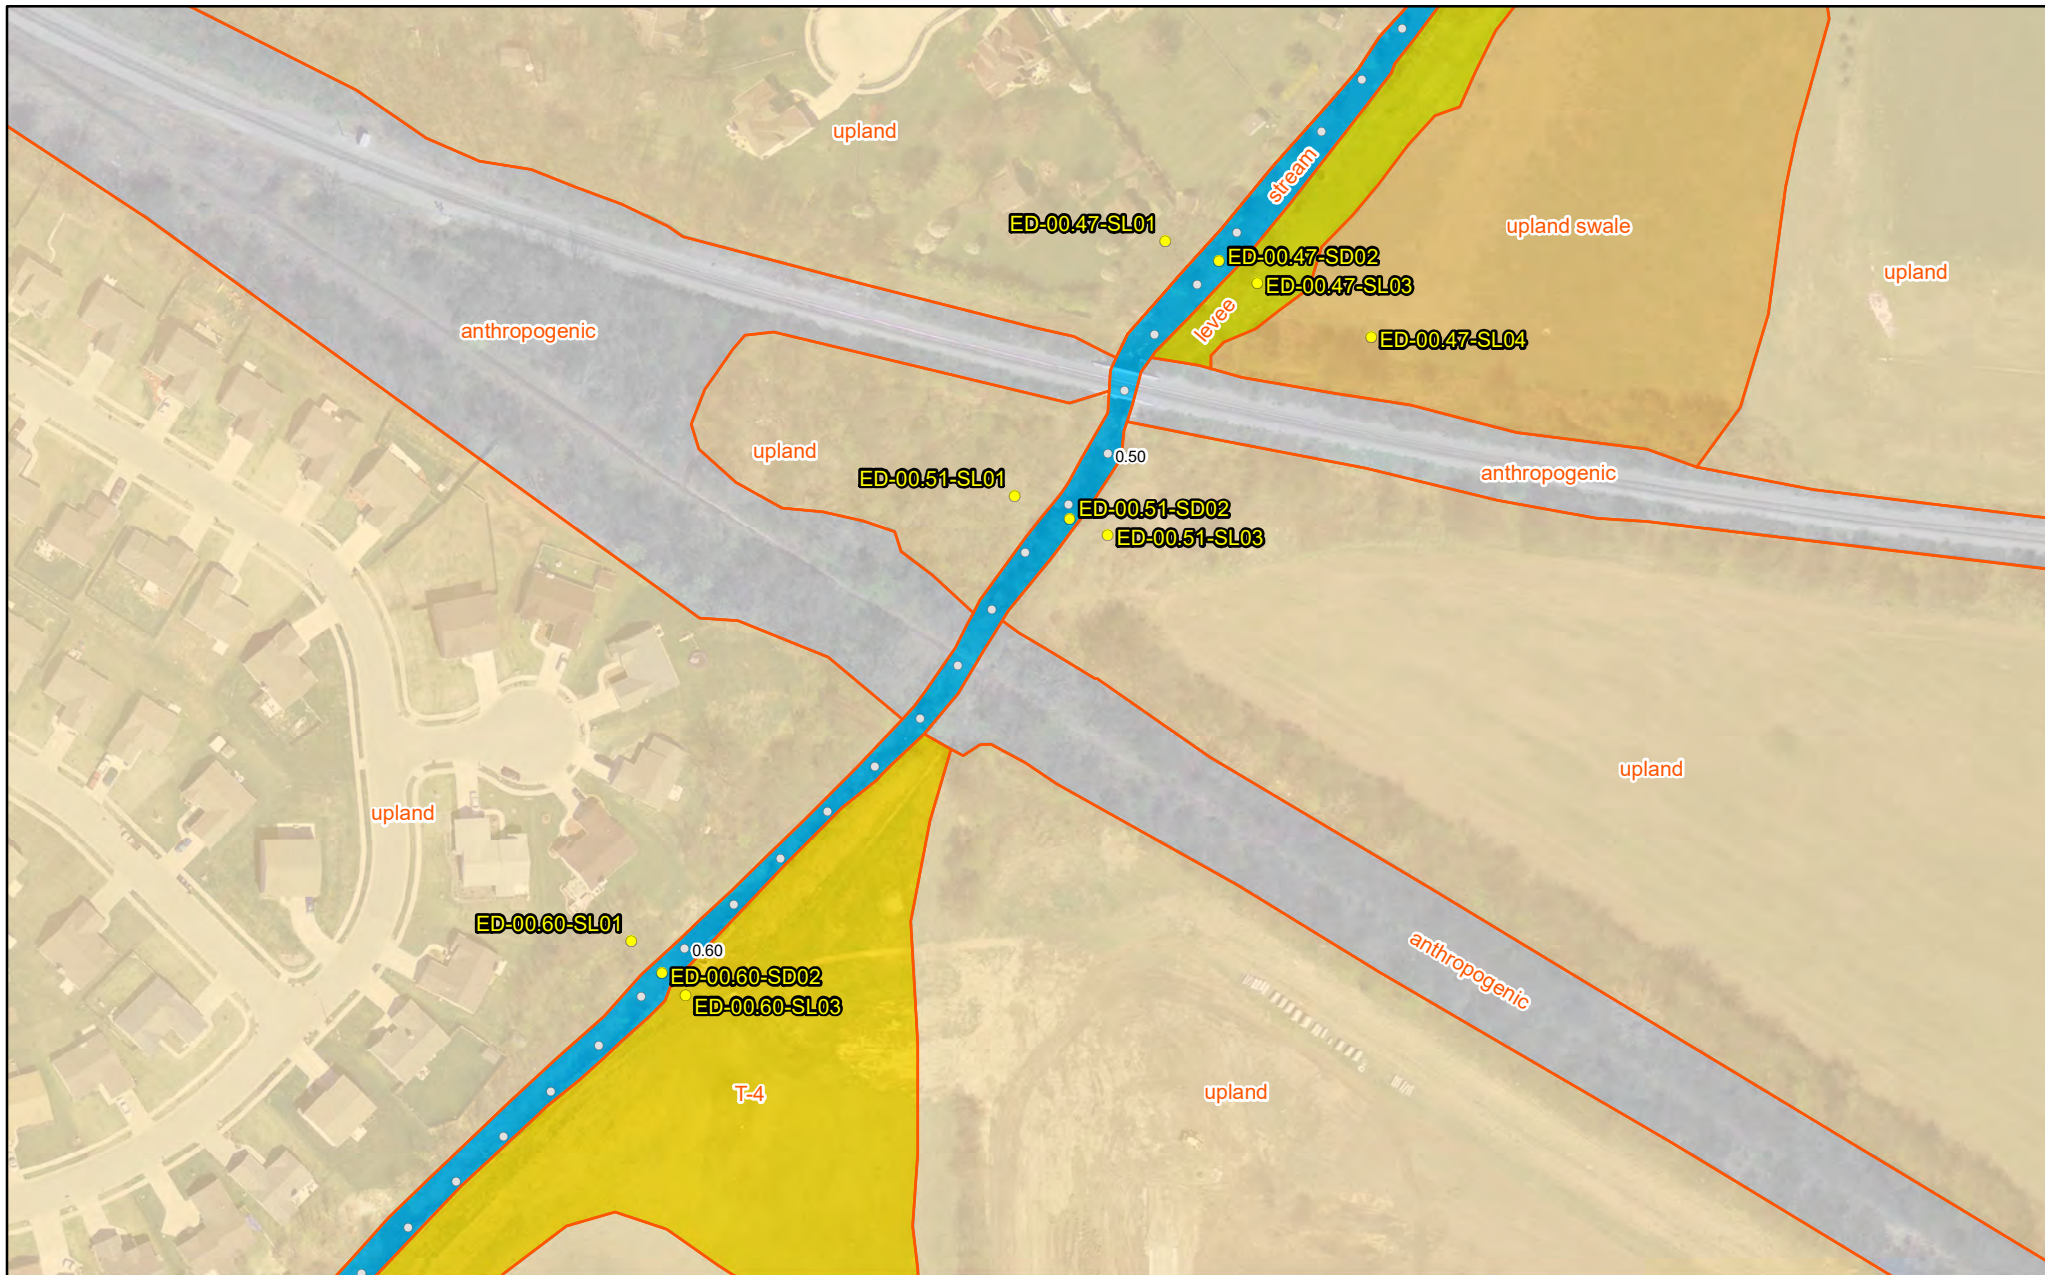 upland
stream
ED-00.47-SL01
upland swale
ED-00.47-SD02
upland
ED-00.47-SL03
levee
anthropogenic
ED-00.47-SL04
upland
0.50
anthropogenic
ED-00.51-SL01
ED-00.51-SD02
ED-00.51-SL03
upland
upland
ED-00.60-SL01
0.60
anthropogenic
ED-00.60-SD02
ED-00.60-SL03
T-4
upland